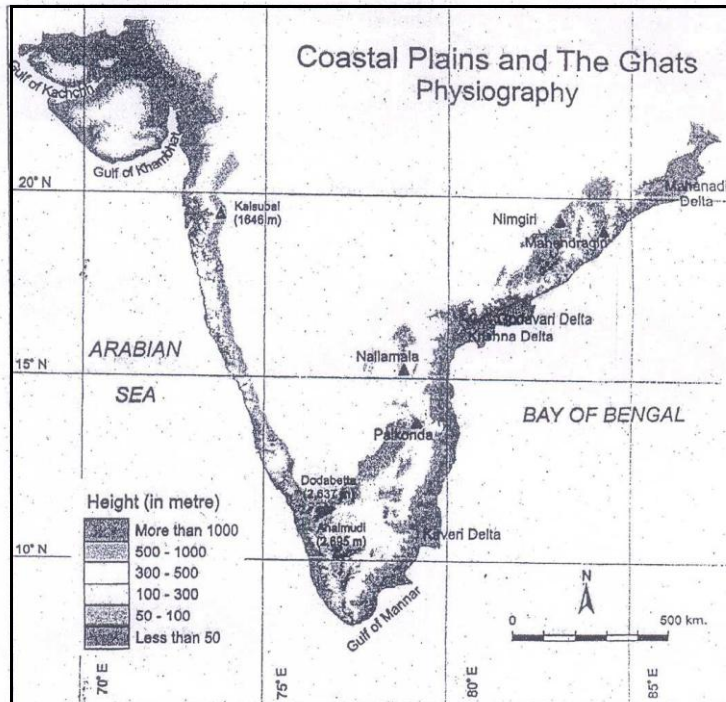 Coastal Plains and The Ghats
Physiography
Gulf of Kachchh
Gulf of Khambhat
20° N
Kalsubai
(1646 m)
Mahanadi
Delta
Nimgiri
Mahendragiri
Godavari Delta
Krishna Delta
ARABIAN
SEA
Nallamala
15° N
BAY OF BENGAL
Palkonda
Dodabetta
(2,637 m)
Anaimudi
(2,695 m)
Kaveri Delta
Height (in metre)
More than 1000
500 - 1000
300 - 500
100 - 300
50 - 100
Less than 50
10° N
Gulf of Mannar
N
0 500 km.
70° E
75° E
80° E
85° E